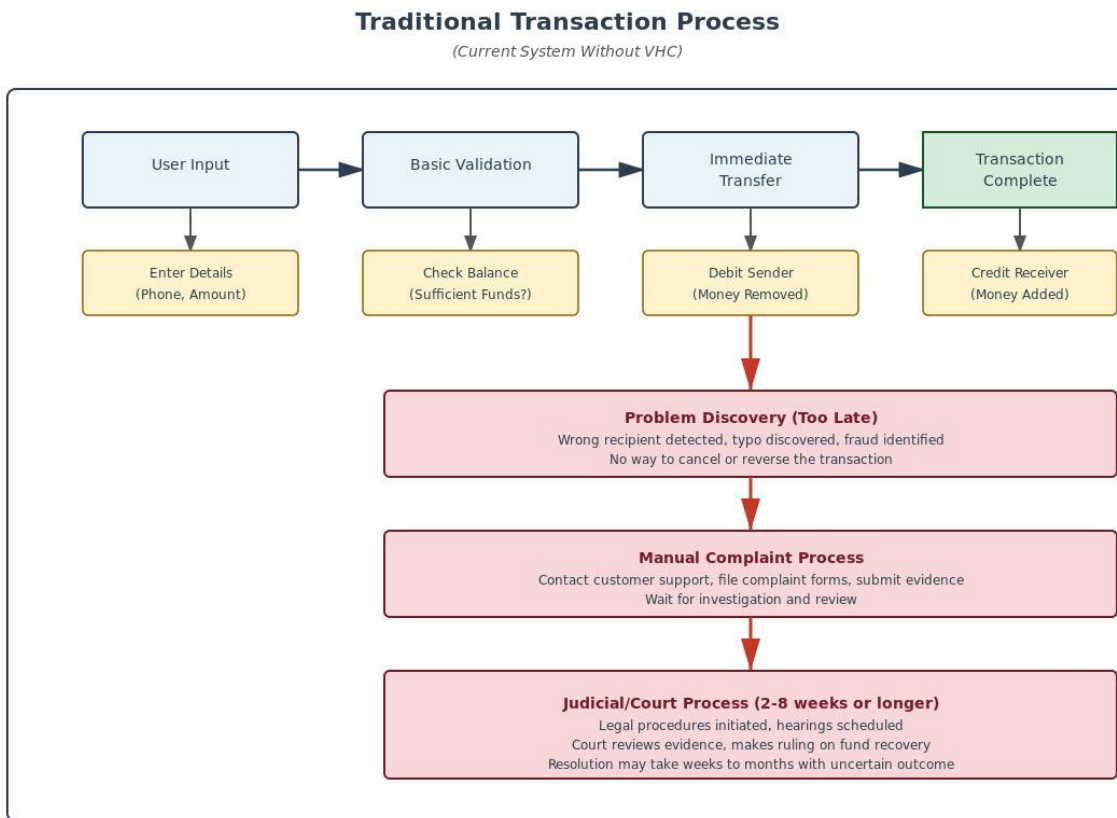 Traditional Transaction Process
(Current System Without VHC)
User Input
Basic Validation
Immediate
Transfer
Transaction
Complete
Enter Details
(Phone, Amount)
Check Balance
(Sufficient Funds?)
Debit Sender
(Money Removed)
Credit Receiver
(Money Added)
Problem Discovery (Too Late)
Wrong recipient detected, typo discovered, fraud identified
No way to cancel or reverse the transaction
Manual Complaint Process
Contact customer support, file complaint forms, submit evidence
Wait for investigation and review
Judicial/Court Process (2-8 weeks or longer)
Legal procedures initiated, hearings scheduled
Court reviews evidence, makes ruling on fund recovery
Resolution may take weeks to months with uncertain outcome